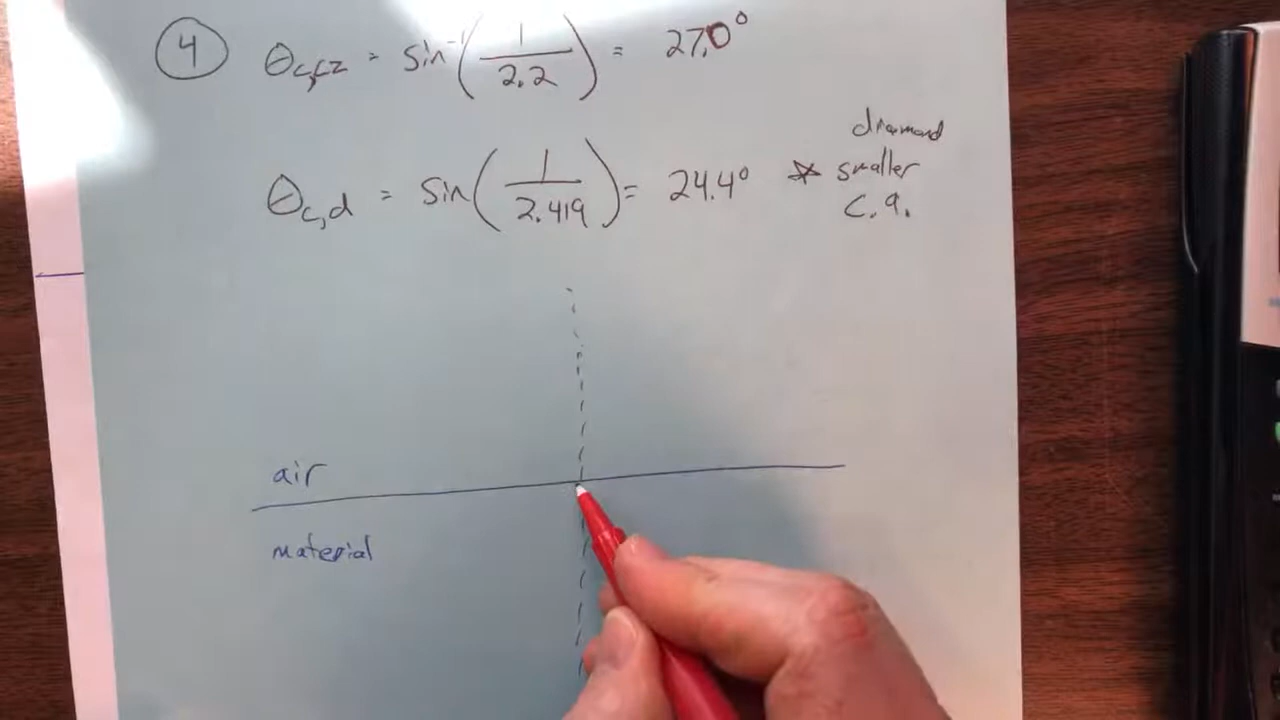 4 θc,cz = sin⁻¹(1/2.2) = 27.0°
diamond
θc,d = sin(1/2.419) = 24.4° * smaller
c.a.
air
material